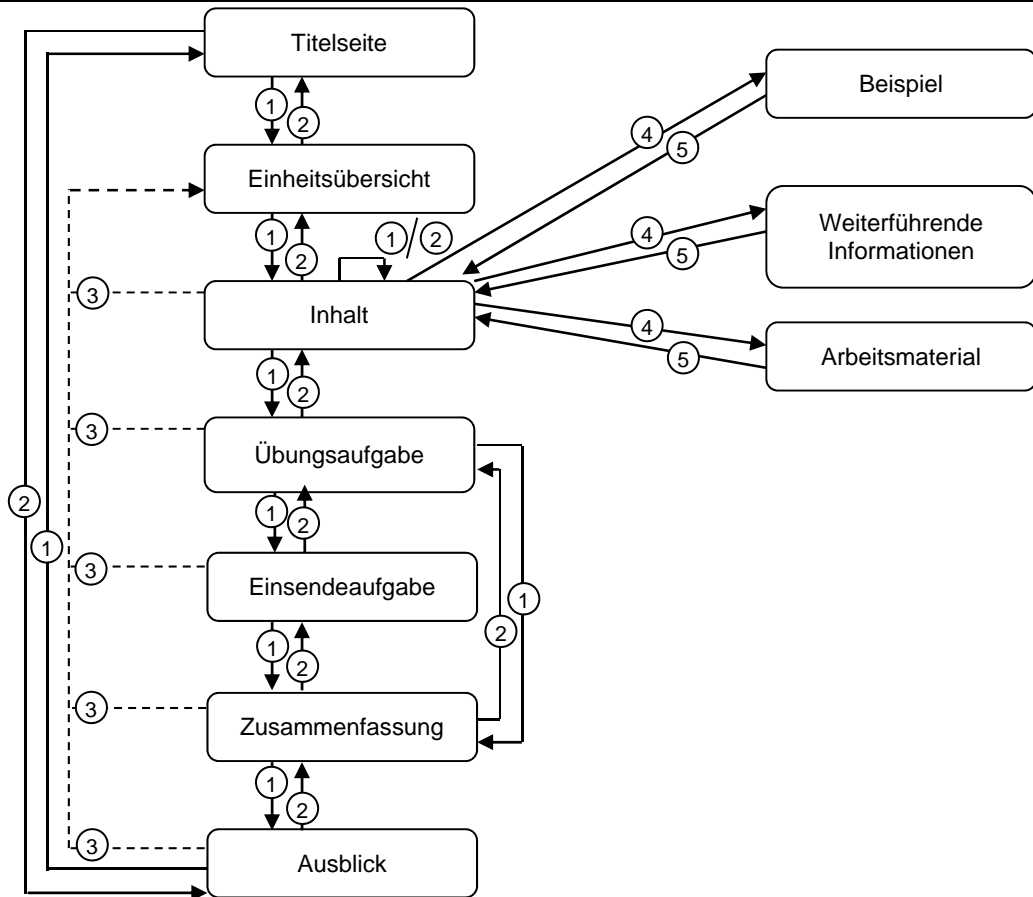 Titelseite
1
2
Beispiel
4
5
Einheitsübersicht
1
2
1 / 2
Weiterführende
Informationen
4
5
3
Inhalt
4
5
Arbeitsmaterial
1
2
3
Übungsaufgabe
2
1
1
2
3
Einsendeaufgabe
1
2
1
2
3
Zusammenfassung
1
2
3
Ausblick